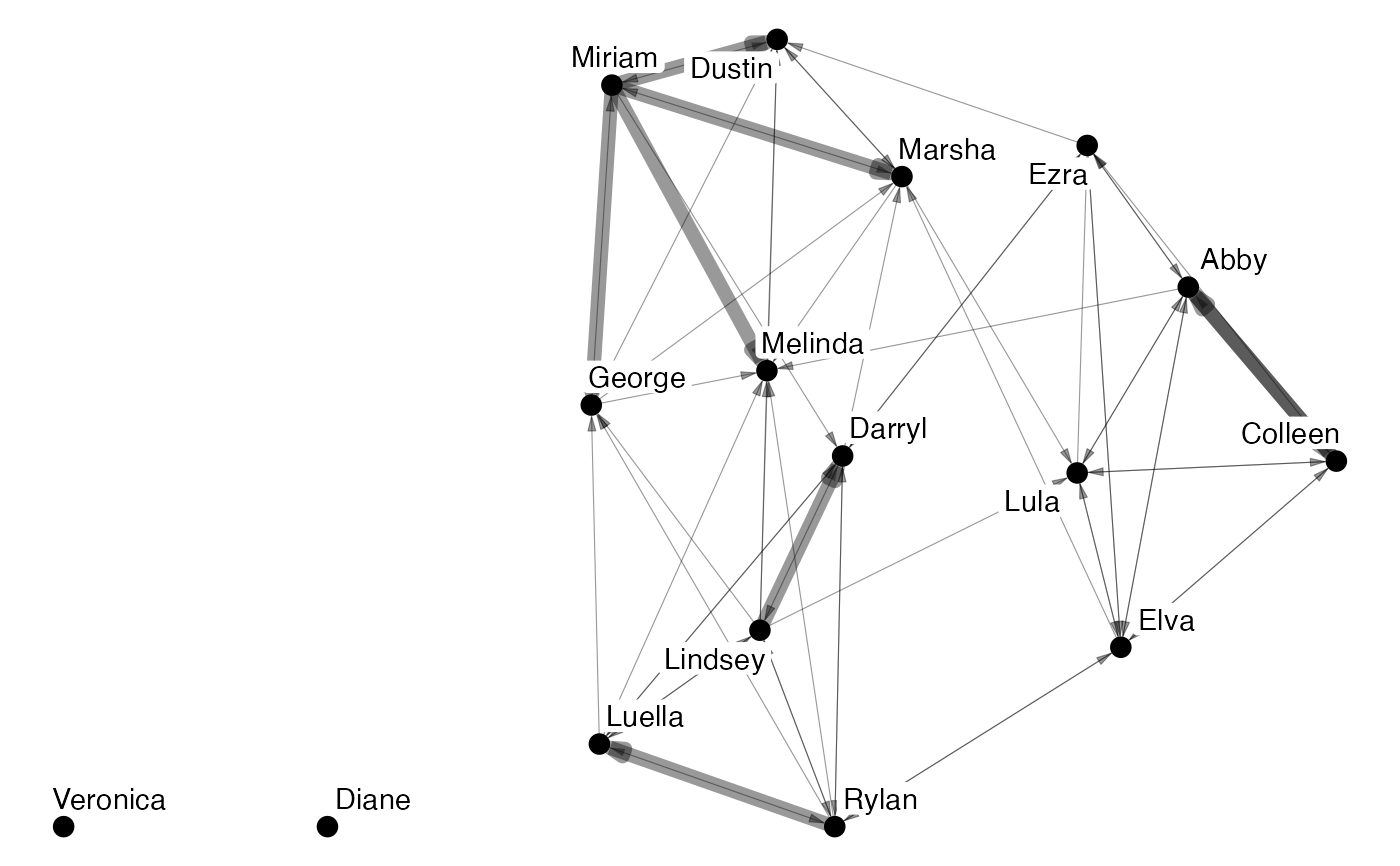 Miriam
Dustin
Marsha
Ezra
Abby
Melinda
George
Darryl
Colleen
Lula
Elva
Lindsey
Luella
Veronica
Diane
Rylan